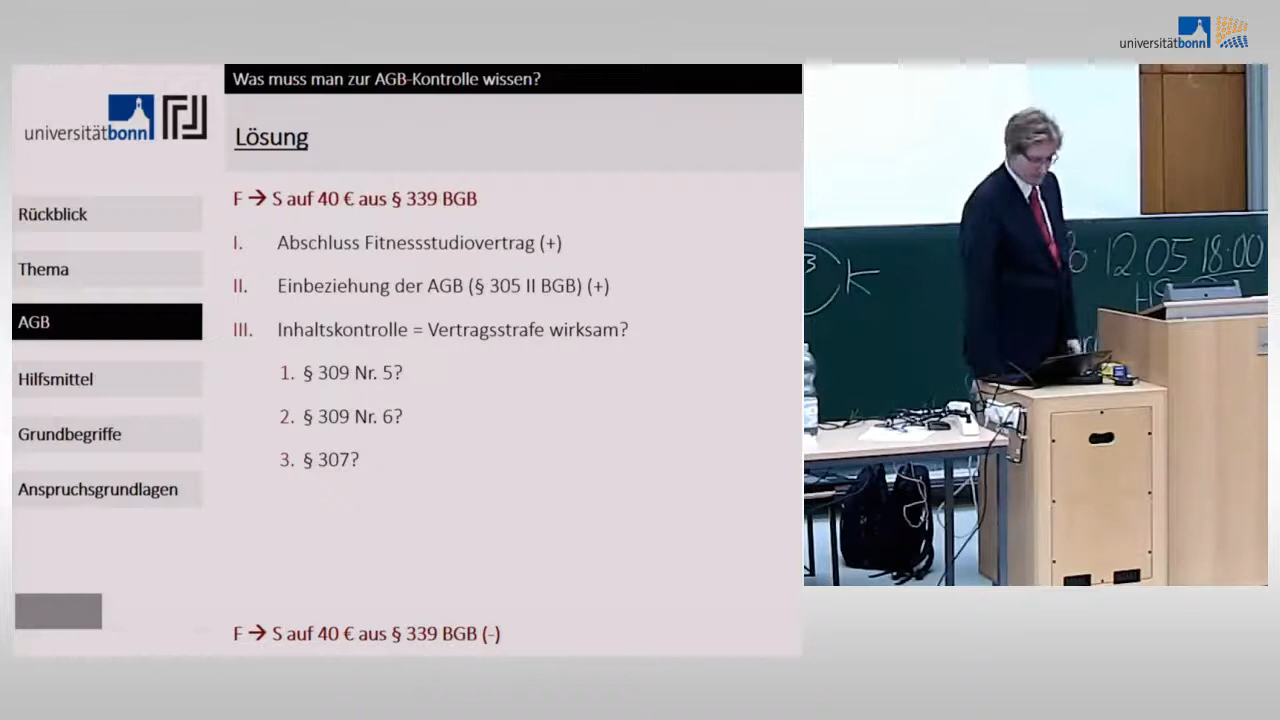 universitätbonn
Was muss man zur AGB-Kontrolle wissen?
universitätbonn
Lösung
Rückblick
Thema
AGB
Hilfsmittel
Grundbegriffe
Anspruchsgrundlagen
F → S auf 40 € aus § 339 BGB
I. Abschluss Fitnessstudiovertrag (+)
II. Einbeziehung der AGB (§ 305 II BGB) (+)
III. Inhaltskontrolle = Vertragsstrafe wirksam?
1. § 309 Nr. 5?
2. § 309 Nr. 6?
3. § 307?
F → S auf 40 € aus § 339 BGB (-)
K
12.05 18:00